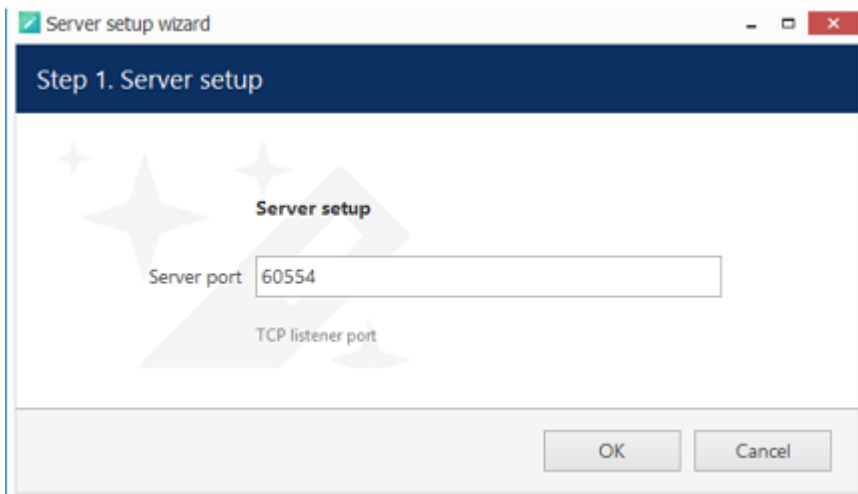 Server setup wizard
Step 1. Server setup
Server setup
Server port 60554
TCP listener port
OK Cancel